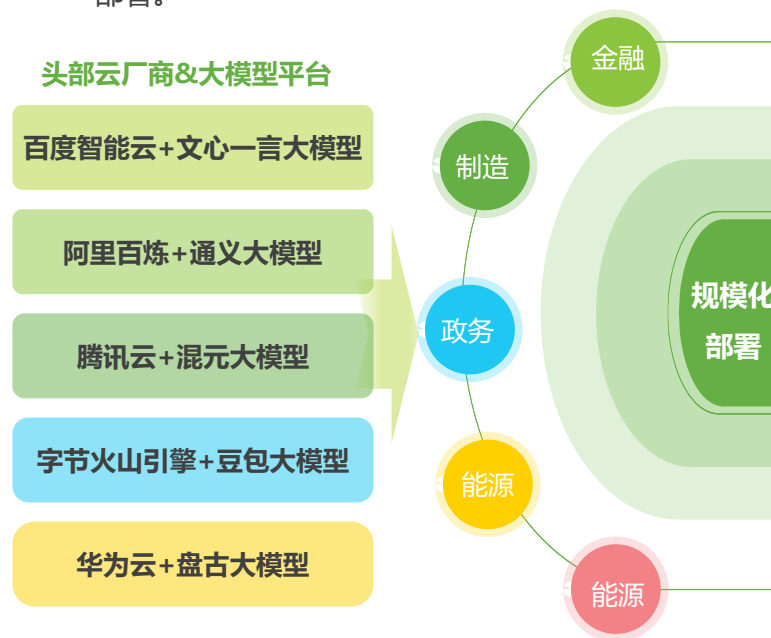 部署。
头部云厂商&大模型平台
百度智能云+文心一言大模型
阿里百炼+通义大模型
腾讯云+混元大模型
字节火山引擎+豆包大模型
华为云+盘古大模型
金融
制造
政务
能源
能源
规模化
部署